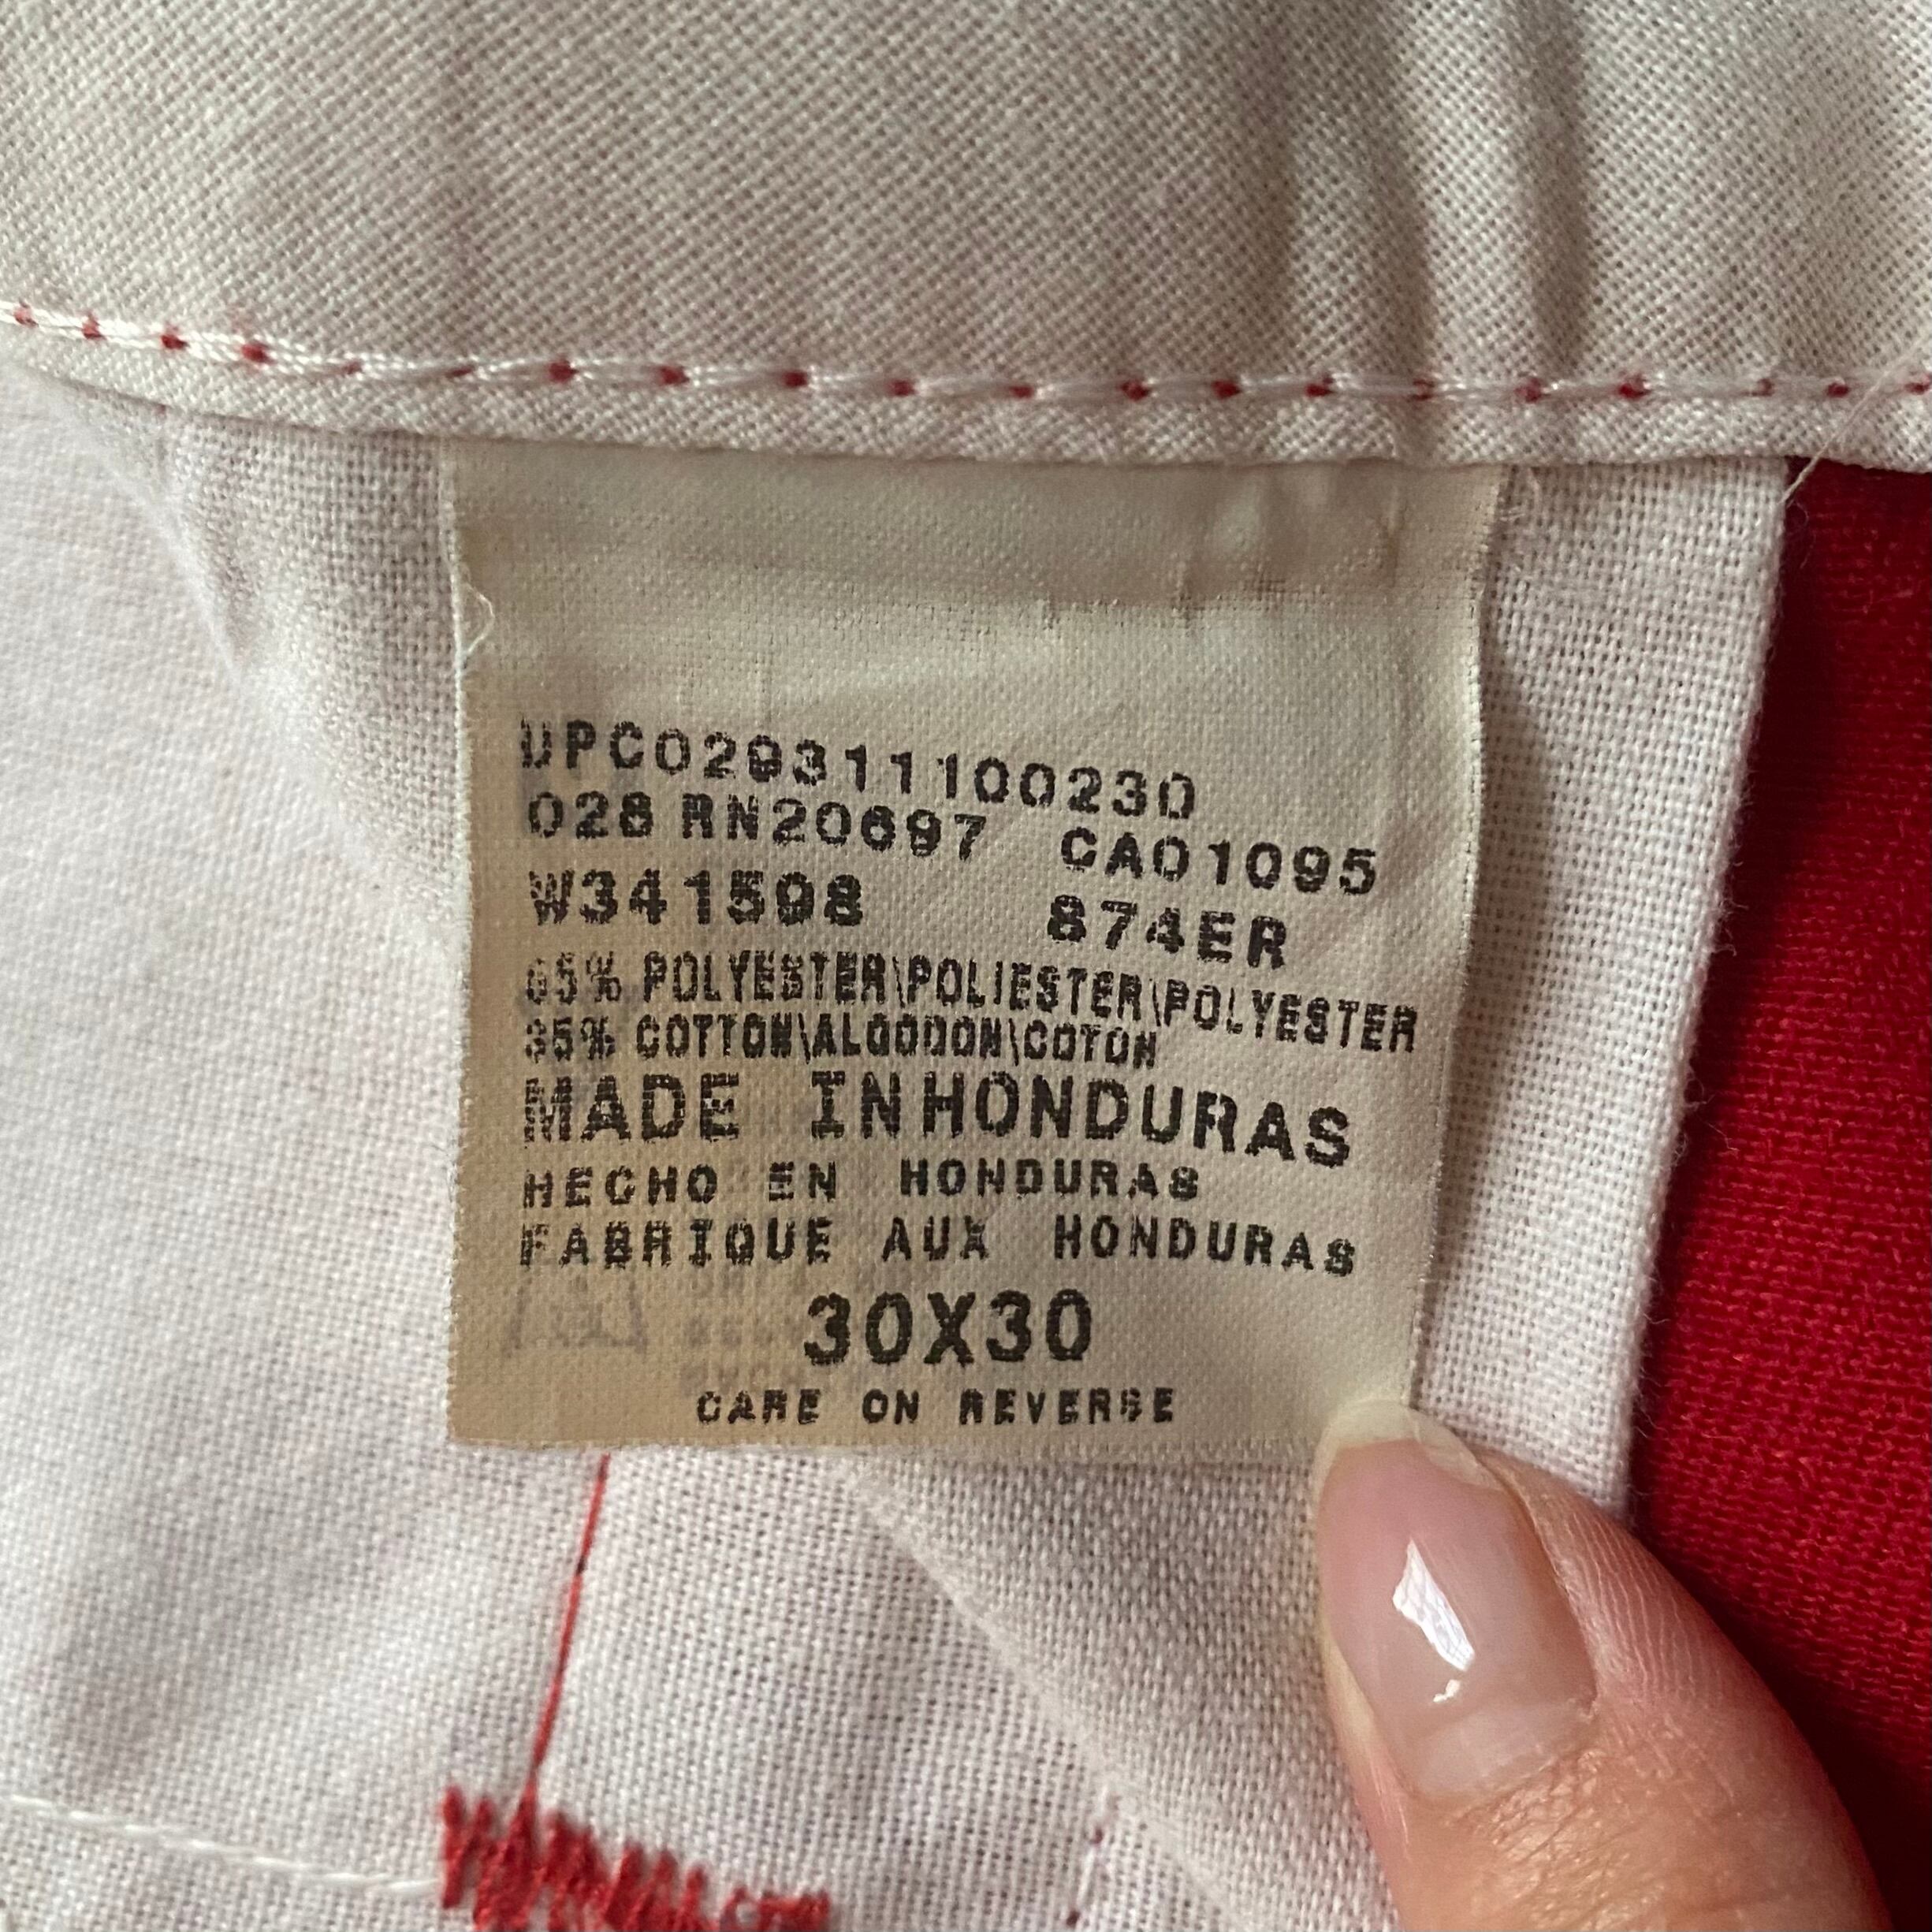 UPC029311100230
028 RN20697 CA01095
W341598 874ER
65% POLYESTER\POLIESTER\POLYESTER
35% COTTON\ALGODON\COTON
MADE IN HONDURAS
HECHO EN HONDURAS
FABRIQUE AUX HONDURAS
30X30
CARE ON REVERSE